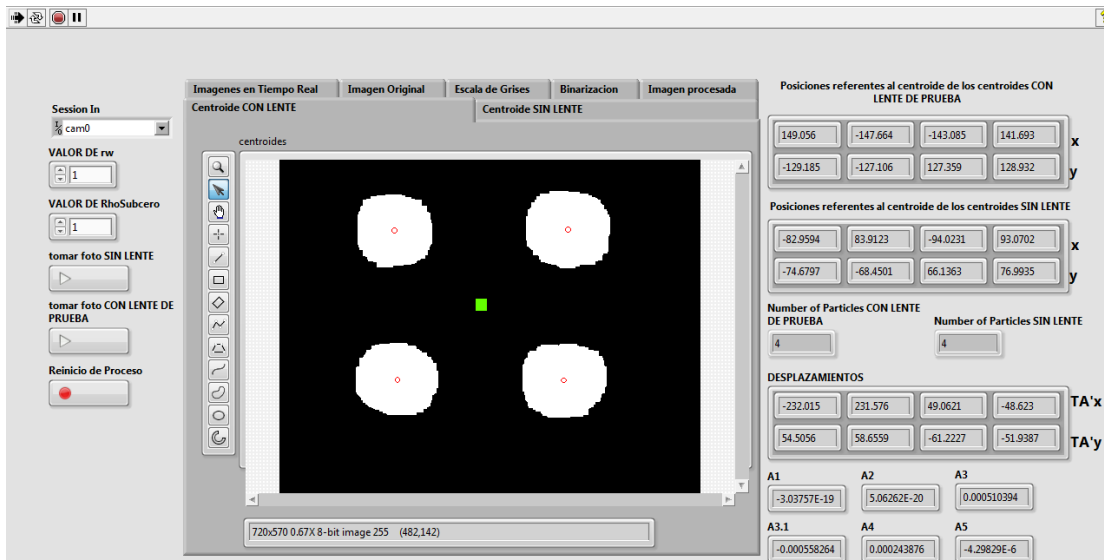 Session In
cam0
VALOR DE rw
1
VALOR DE RhoSubcero
1
tomar foto SIN LENTE
tomar foto CON LENTE DE
PRUEBA
Reinicio de Proceso
Imagenes en Tiempo Real
Imagen Original
Escala de Grises
Binarizacion
Imagen procesada
Centroide CON LENTE
Centroide SIN LENTE
centroides
720x570 0.67X 8-bit image 255 (482,142)
Posiciones referentes al centroide de los centroides CON
LENTE DE PRUEBA
149.056 -147.664 -143.085 141.693 x
-129.185 -127.106 127.359 128.932 y
Posiciones referentes al centroide de los centroides SIN LENTE
-82.9594 83.9123 -94.0231 93.0702 x
-74.6797 -68.4501 66.1363 76.9935 y
Number of Particles CON LENTE
DE PRUEBA
4
Number of Particles SIN LENTE
4
DESPLAZAMIENTOS
-232.015 231.576 49.0621 -48.623 TA'x
54.5056 58.6559 -61.2227 -51.9387 TA'y
A1 A2 A3
-3.03757E-19 5.06262E-20 0.000510394
A3.1 A4 A5
-0.000558264 0.000243876 -4.29829E-6